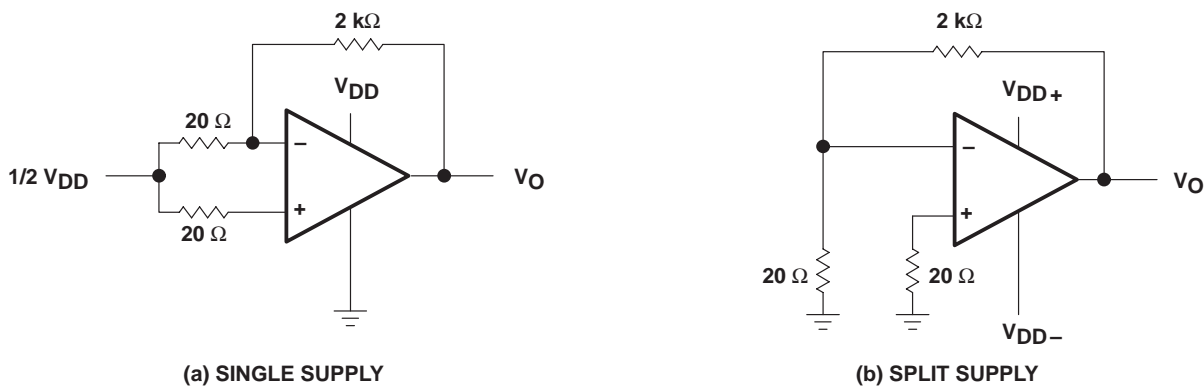 2 kΩ
V_DD
20 Ω
−
1/2 V_DD
V_O
+
20 Ω
(a) SINGLE SUPPLY
2 kΩ
V_DD+
−
V_O
+
20 Ω
20 Ω
V_DD−
(b) SPLIT SUPPLY